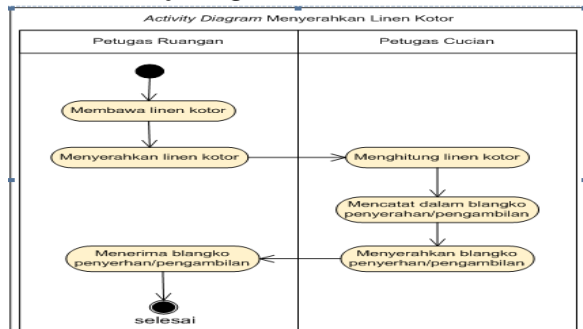 Activity Diagram Menyerahkan Linen Kotor
Petugas Ruangan
Petugas Cucian
Membawa linen kotor
Menyerahkan linen kotor
Menghitung linen kotor
Mencatat dalam blangko
penyerahan/pengambilan
Menyerahkan blangko
penyerhan/pengambilan
Menerima blangko
penyerhan/pengambilan
selesai